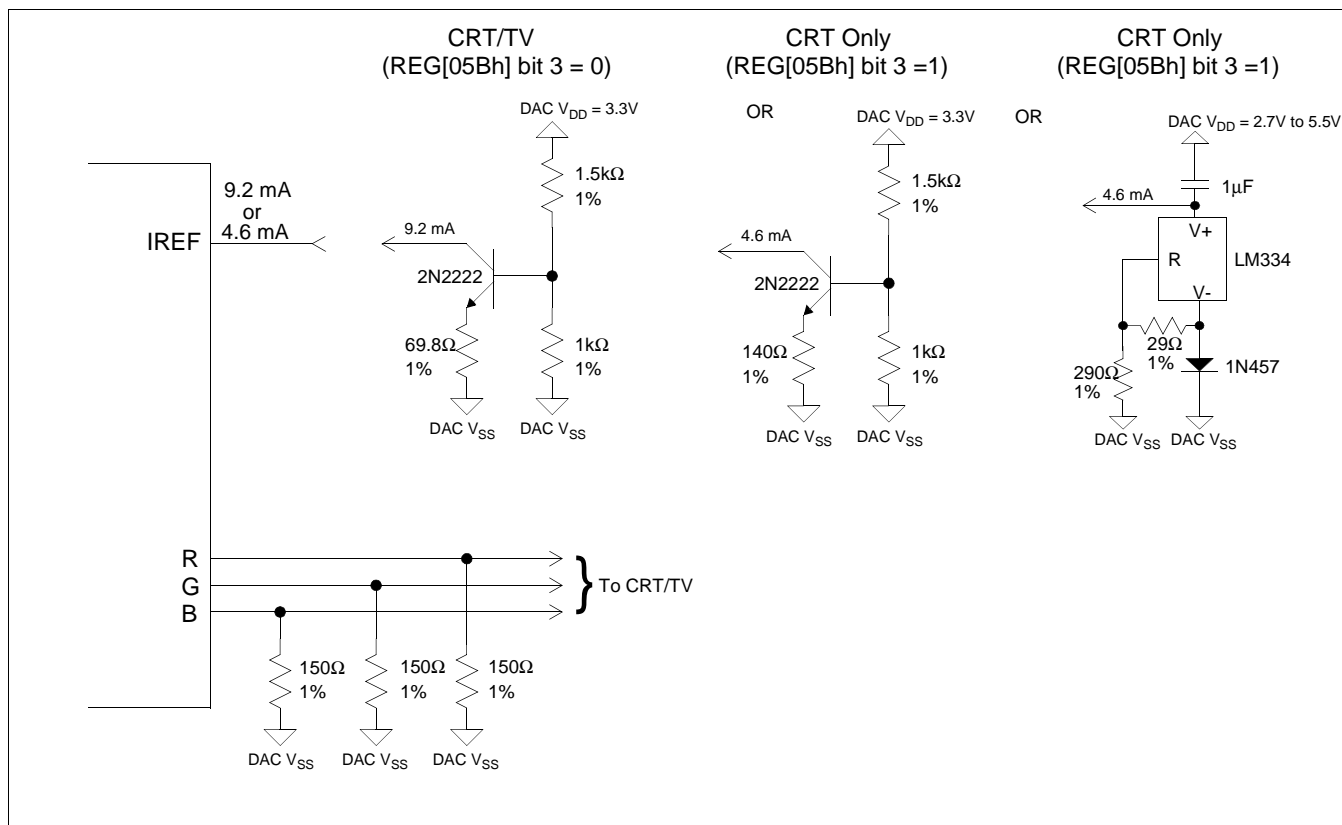 CRT/TV
(REG[05Bh] bit 3 = 0)
CRT Only
(REG[05Bh] bit 3 =1)
CRT Only
(REG[05Bh] bit 3 =1)
OR
OR
9.2 mA
or
4.6 mA
IREF
DAC VDD = 3.3V
1.5kΩ
1%
9.2 mA
2N2222
69.8Ω
1%
1kΩ
1%
DAC VSS
DAC VSS
DAC VDD = 3.3V
1.5kΩ
1%
4.6 mA
2N2222
140Ω
1%
1kΩ
1%
DAC VSS
DAC VSS
DAC VDD = 2.7V to 5.5V
1μF
4.6 mA
V+
R
LM334
V-
29Ω
1%
290Ω
1%
1N457
DAC VSS
DAC VSS
R
G
B
To CRT/TV
150Ω
1%
150Ω
1%
150Ω
1%
DAC VSS
DAC VSS
DAC VSS